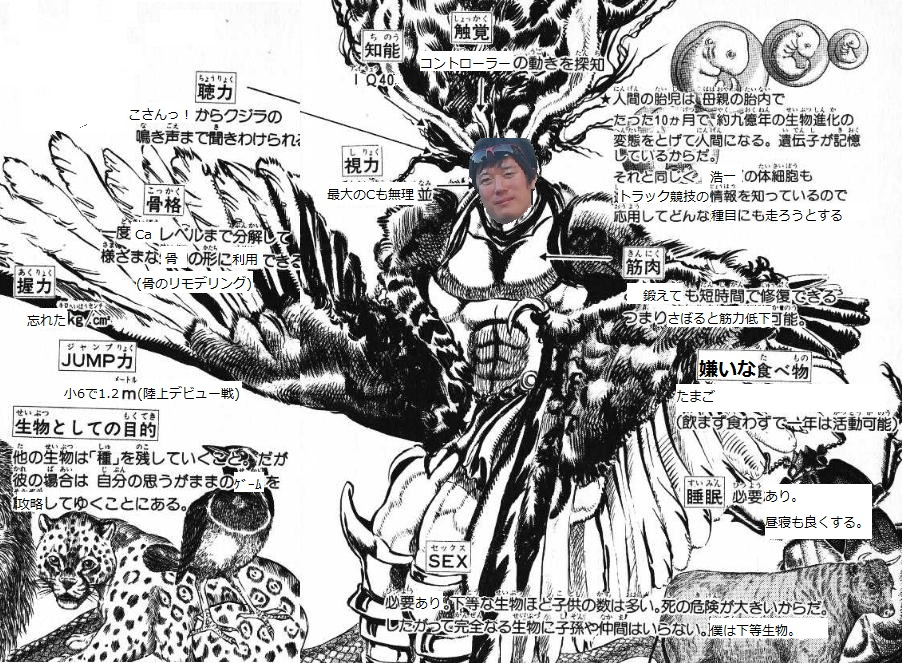 触覚
コントローラーの動きを探知
知能
IQ40
聴力
こさんっ！からクジラの
鳴き声まで聞きわけられ
視力
最大のCも無理 並
骨格
一度 Ca レベルまで分解して
様々な 骨 の形に利用できる
(骨のリモデリング)
握力
忘れたkg/cm²
JUMP力
小6で1.2m(陸上デビュー戦)
生物としての目的
他の生物は「種」を残していくことだが
彼の場合は 自分の思うがままのゲームを
攻略してゆくことにある。
★人間の胎児は、母親の胎内で
たった10ヵ月で、約九億年の生物進化の
変態をとげて人間になる。遺伝子が記憶
しているからだ。
それと同じく、浩一の体細胞も
トラック競技の情報を知っているので
応用してどんな種目にも走ろうとする
筋肉
鍛えても短時間で修復できる
つまりさぼると筋力低下可能。
嫌いな食べ物
たまご
(飲まず食わずで一年は活動可能)
睡眠 必要あり。
昼寝も良くする。
SEX
必要あり。下等な生物ほど子供の数は多い。死の危険が大きいからだ。
したがって完全なる生物に子孫や仲間はいらない。僕は下等生物。